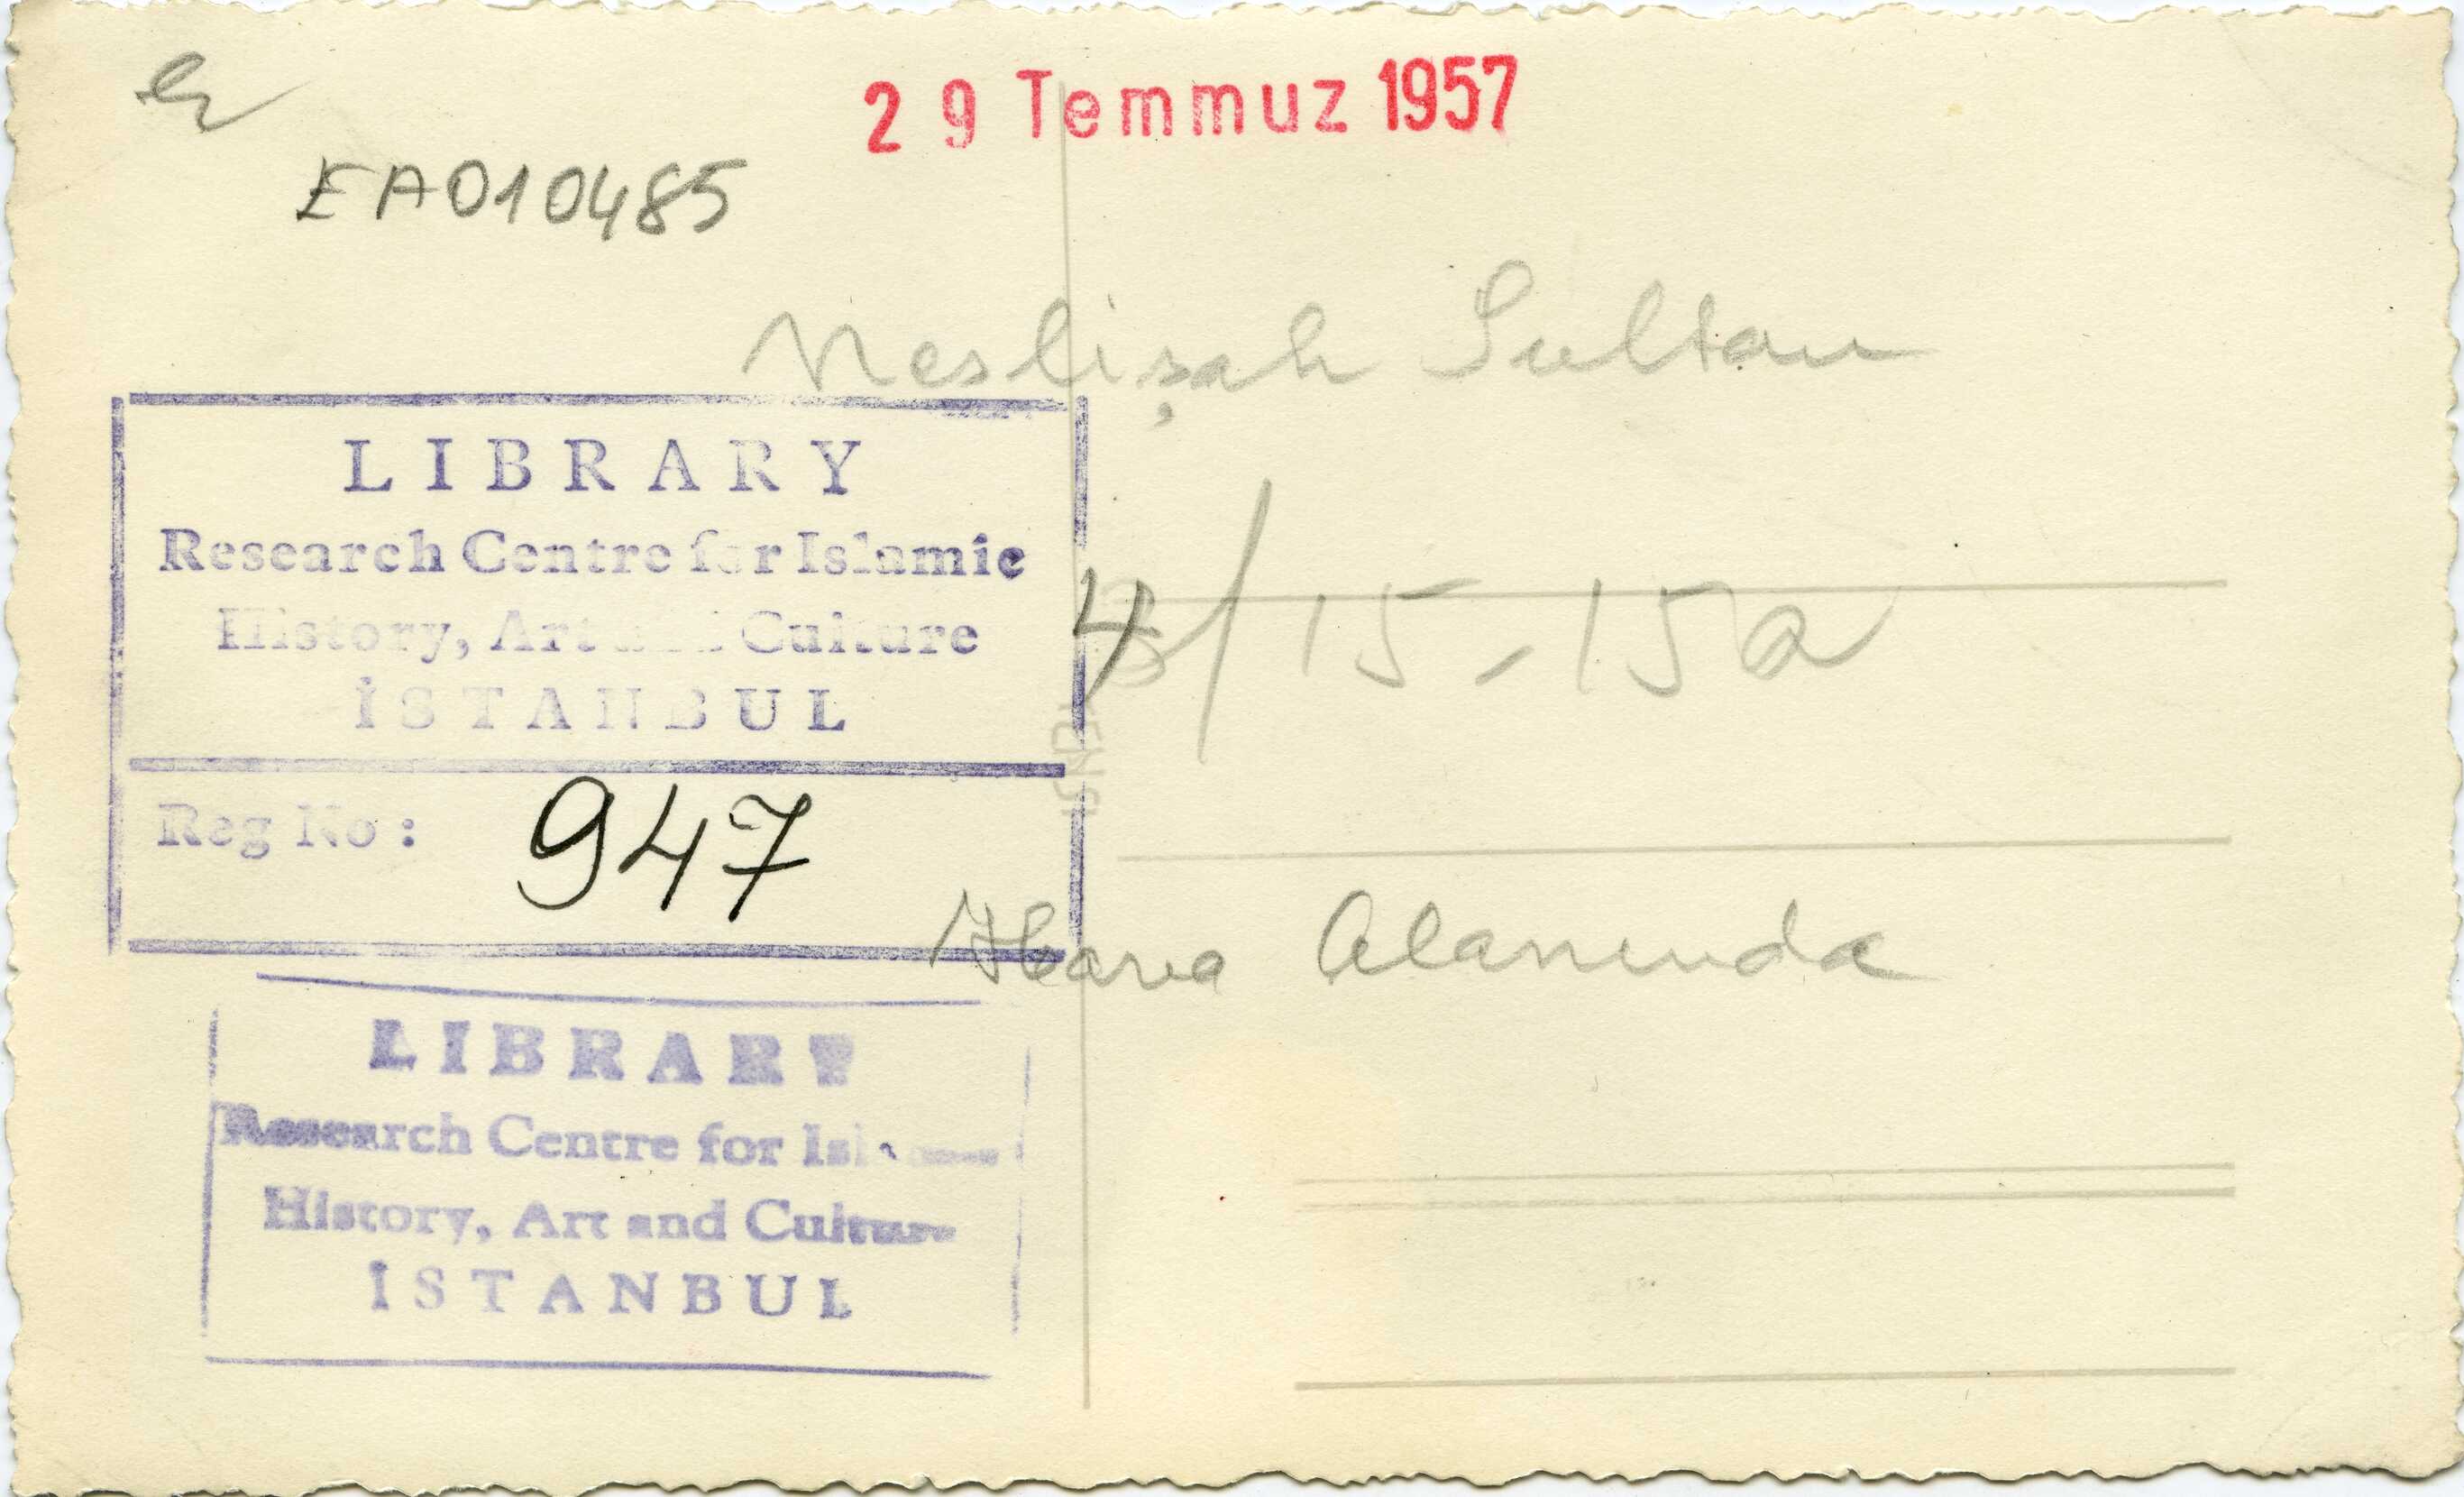 29 Temmuz 1957
EA010485
Neslişah Sultan
LIBRARY
Research Centre for Islamic
History, Art and Culture
İSTANBUL
Reg No : 947
4/15-15a
Hava Alanında
LIBRARY
Research Centre for Islamic
History, Art and Culture
İSTANBUL